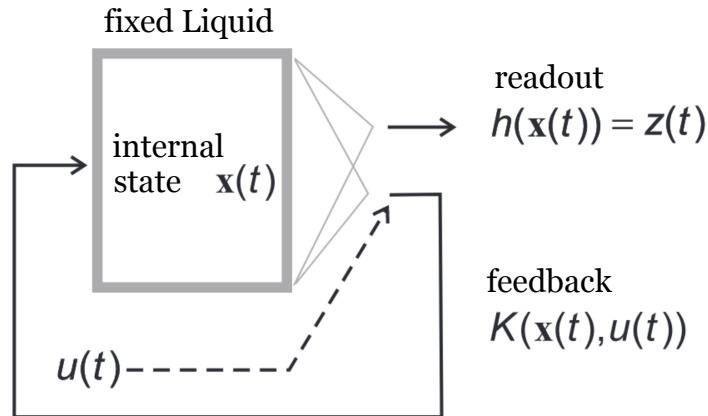 fixed Liquid
readout
h(x(t)) = z(t)
internal
state x(t)
feedback
K(x(t),u(t))
u(t)